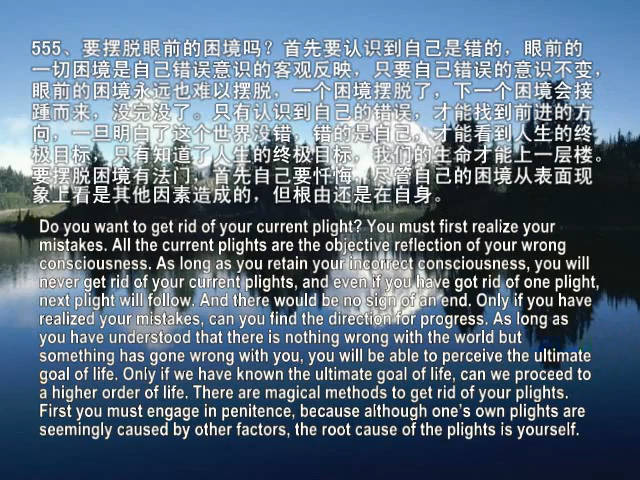 555、要摆脱眼前的困境吗？首先要认识到自己是错的，眼前的
一切困境是自己错误意识的客观反映，只要自己错误的意识不变，
眼前的困境永远也难以摆脱，一个困境摆脱了，下一个困境会接
踵而来，没完没了。只有认识到自己的错误，才能找到前进的方
向，一旦明白了这个世界没错，错的是自己，才能看到人生的终
极目标，只有知道了人生的终极目标，我们的生命才能上一层楼。
要摆脱困境有法门，首先自己要忏悔，尽管自己的困境从表面现
象上看是其他因素造成的，但根由还是在自身。
Do you want to get rid of your current plight? You must first realize your
mistakes. All the current plights are the objective reflection of your wrong
consciousness. As long as you retain your incorrect consciousness, you will
never get rid of your current plights, and even if you have got rid of one plight,
next plight will follow. And there would be no sign of an end. Only if you have
realized your mistakes, can you find the direction for progress. As long as
you have understood that there is nothing wrong with the world but
something has gone wrong with you, you will be able to perceive the ultimate
goal of life. Only if we have known the ultimate goal of life, can we proceed to
a higher order of life. There are magical methods to get rid of your plights.
First you must engage in penitence, because although one's own plights are
seemingly caused by other factors, the root cause of the plights is yourself.